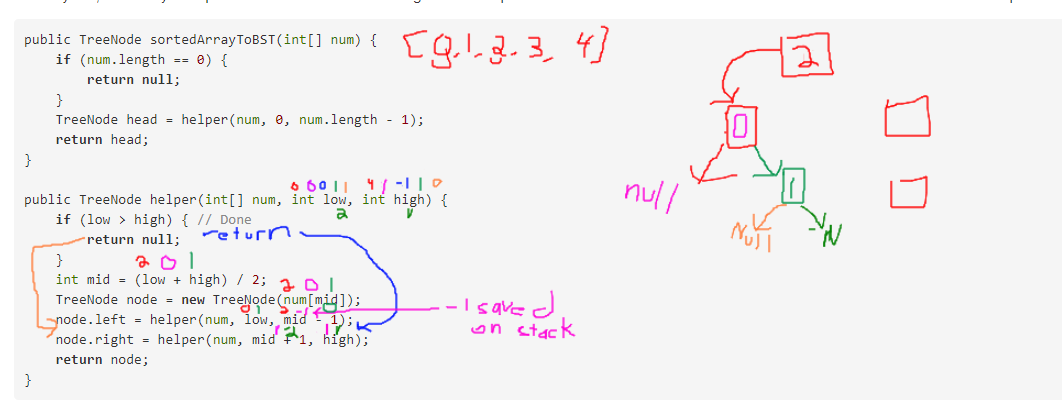 public TreeNode sortedArrayToBST(int[] num) {
[0,1,2,3,4]
2
if (num.length == 0) {
return null;
}
TreeNode head = helper(num, 0, num.length - 1);
return head;
}
0
null
1
Null
N
0 0 0 1 1 4 1 -1 1 0
public TreeNode helper(int[] num, int low, int high) {
2 1
if (low > high) { // Done
return null;
return
}
2 0 1
int mid = (low + high) / 2;
2 0 1
TreeNode node = new TreeNode(num[mid]);
node.left = helper(num, low, mid - 1);
-1 saved
on stack
node.right = helper(num, mid + 1, high);
return node;
}